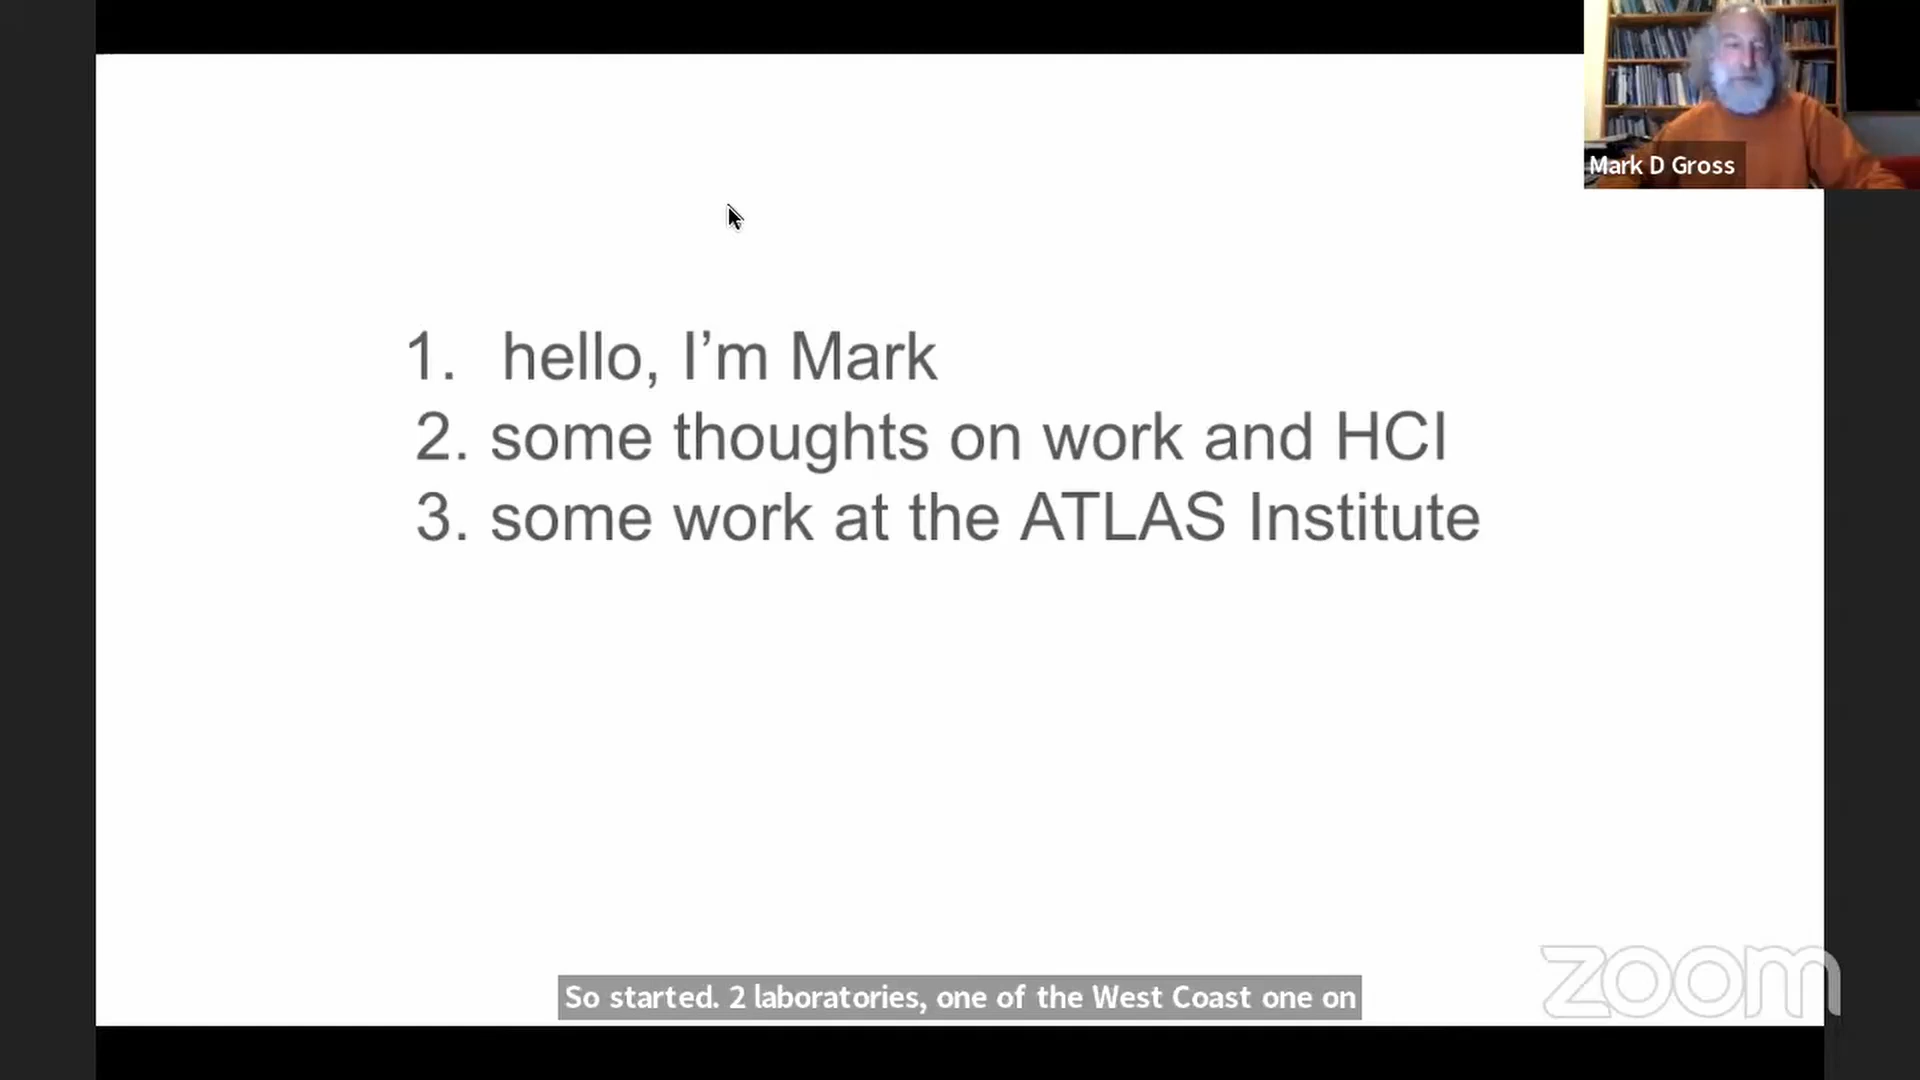 Mark D Gross
1. hello, I’m Mark
2. some thoughts on work and HCI
3. some work at the ATLAS Institute
So started. 2 laboratories, one of the West Coast one on
zoom